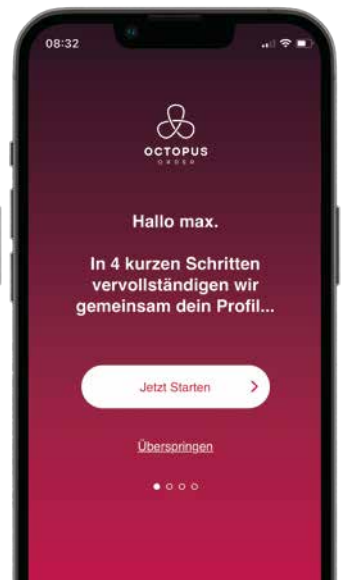 08:32
OCTOPUS
ORDER
Hallo max.
In 4 kurzen Schritten
vervollständigen wir
gemeinsam dein Profil...
Jetzt Starten
Überspringen